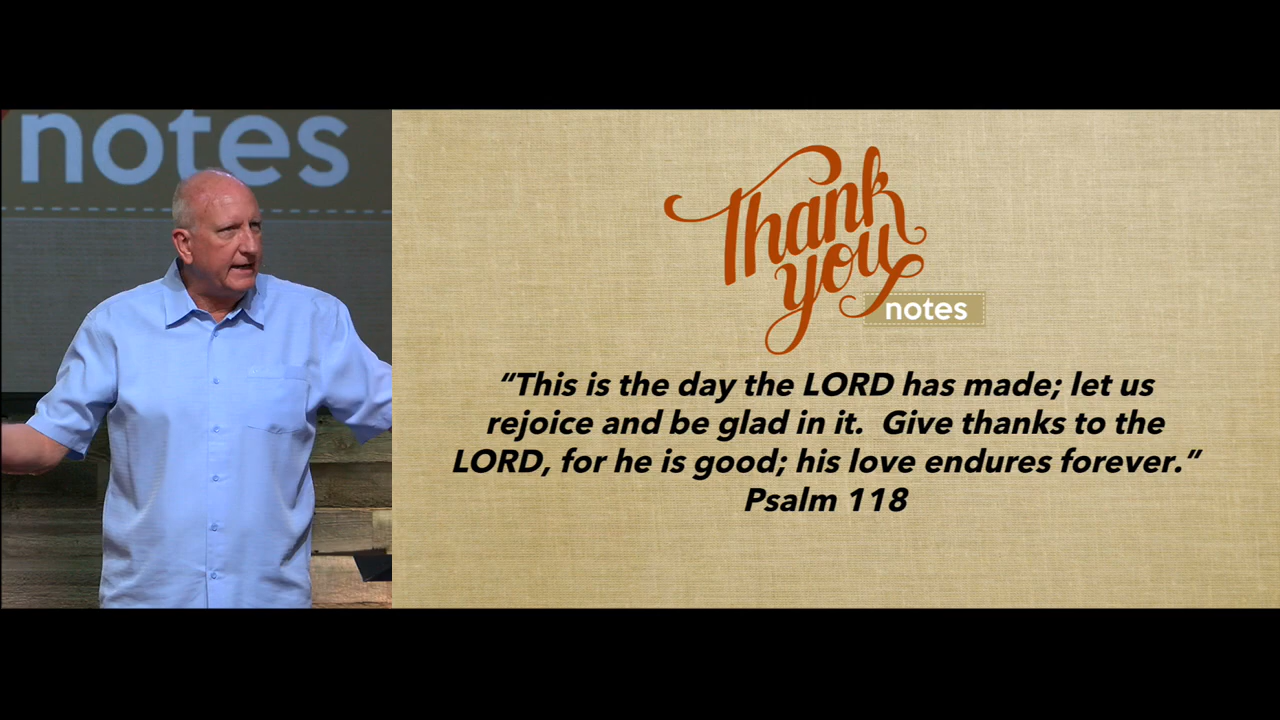 notes
Thank
you
notes
“This is the day the LORD has made; let us
rejoice and be glad in it.  Give thanks to the
LORD, for he is good; his love endures forever.“
Psalm 118